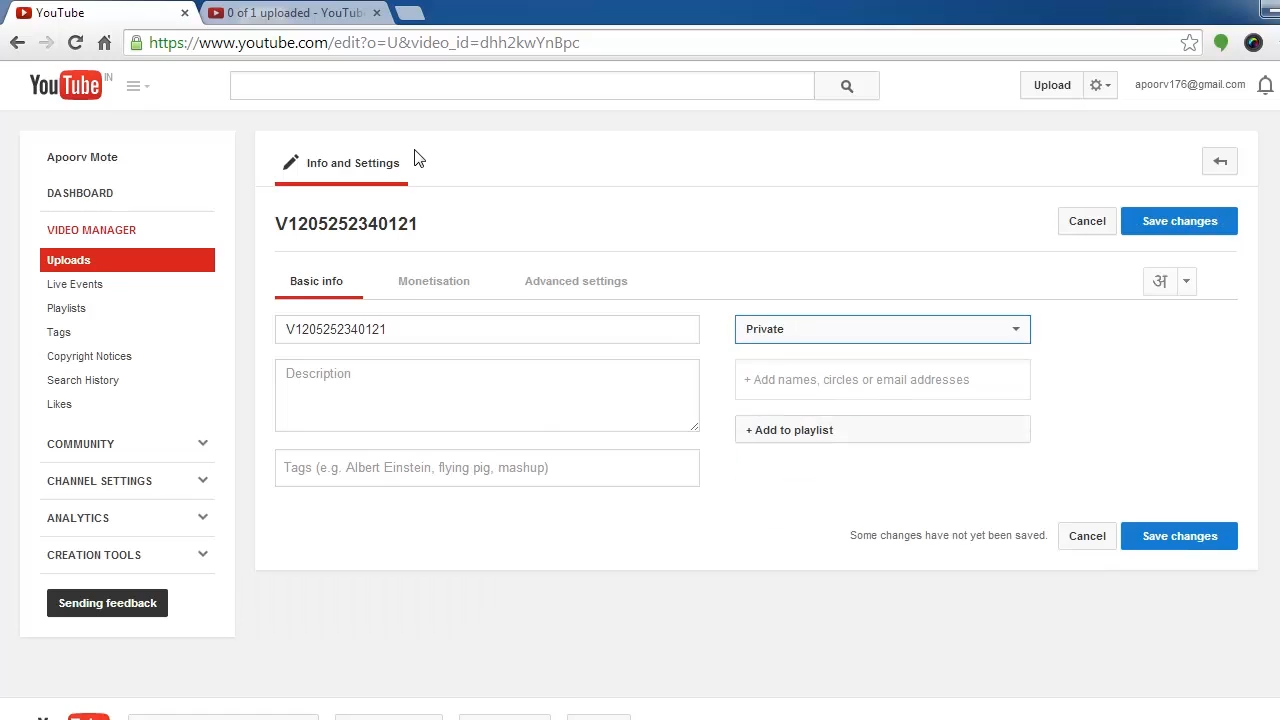 YouTube
0 of 1 uploaded - YouTub
https://www.youtube.com/edit?o=U&video_id=dhh2kwYnBpc
YouTube IN
Upload
apoorv176@gmail.com
Apoorv Mote
DASHBOARD
VIDEO MANAGER
Uploads
Live Events
Playlists
Tags
Copyright Notices
Search History
Likes
COMMUNITY
CHANNEL SETTINGS
ANALYTICS
CREATION TOOLS
Sending feedback
Info and Settings
V1205252340121
Cancel
Save changes
Basic info
Monetisation
Advanced settings
अ
V1205252340121
Private
Description
+ Add names, circles or email addresses
+ Add to playlist
Tags (e.g. Albert Einstein, flying pig, mashup)
Some changes have not yet been saved.
Cancel
Save changes